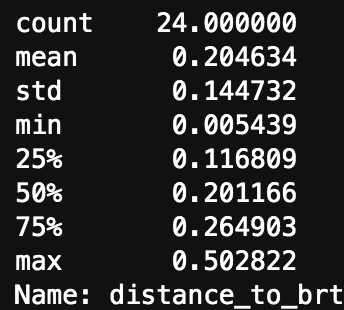 count 24.000000
mean 0.204634
std 0.144732
min 0.005439
25% 0.116809
50% 0.201166
75% 0.264903
max 0.502822
Name: distance_to_brt